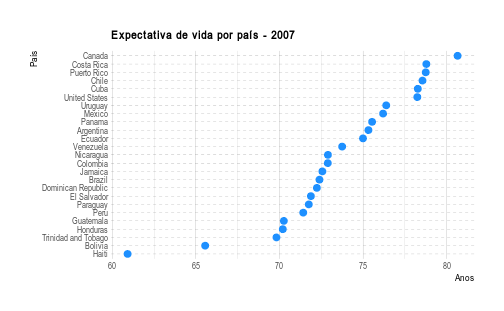 Expectativa de vida por país - 2007
País
Canada
Costa Rica
Puerto Rico
Chile
Cuba
United States
Uruguay
Mexico
Panama
Argentina
Ecuador
Venezuela
Nicaragua
Colombia
Jamaica
Brazil
Dominican Republic
El Salvador
Paraguay
Peru
Guatemala
Honduras
Trinidad and Tobago
Bolivia
Haiti
60 65 70 75 80
Anos